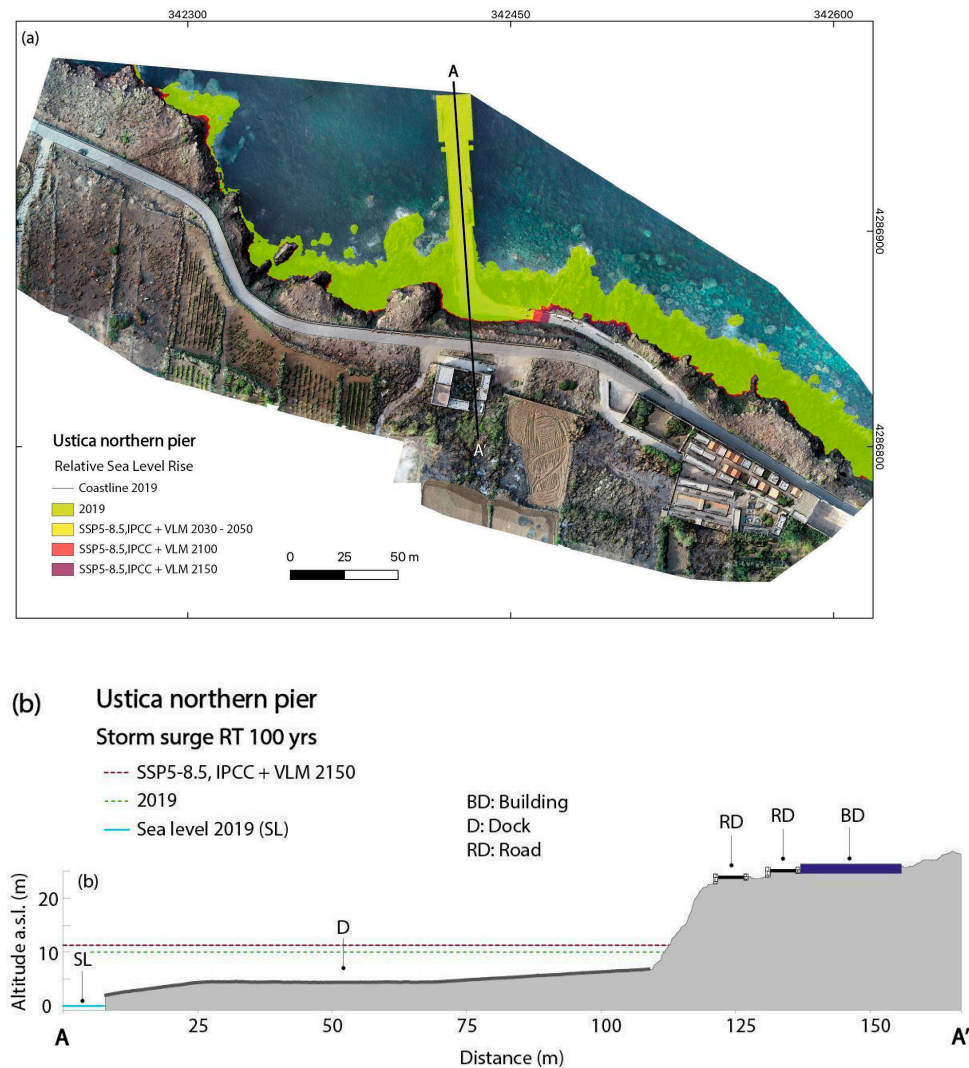 342300 342450 342600
(a)
A
4286900
4286800
A'
Ustica northern pier
Relative Sea Level Rise
Coastline 2019
2019
SSP5-8.5,IPCC + VLM 2030 - 2050
SSP5-8.5,IPCC + VLM 2100
SSP5-8.5,IPCC + VLM 2150
0 25 50 m
(b) Ustica northern pier
Storm surge RT 100 yrs
SSP5-8.5, IPCC + VLM 2150
2019
Sea level 2019 (SL)
BD: Building
D: Dock
RD: Road
RD RD BD
(b)
D
SL
Altitude a.s.l. (m)
20
10
0
A 25 50 75 100 125 150 A'
Distance (m)